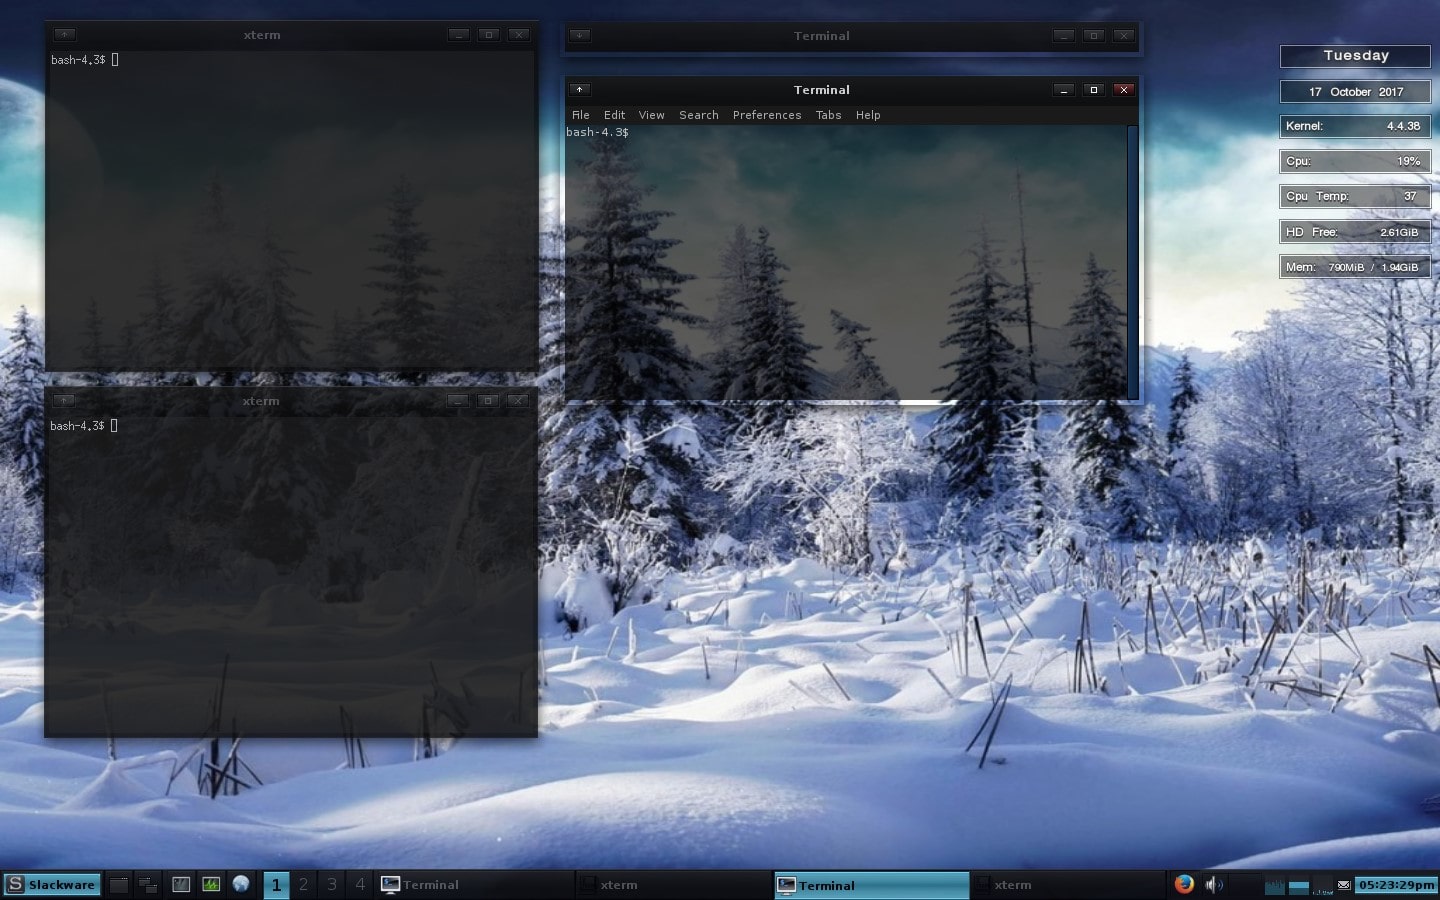 xterm
bash-4.3$
xterm
bash-4.3$
Terminal
Terminal
File Edit View Search Preferences Tabs Help
bash-4.3$
Tuesday
17 October 2017
Kernel: 4.4.38
Cpu: 19%
Cpu Temp: 37
HD Free: 2.61GiB
Mem: 790MiB / 1.94GiB
S Slackware 1 2 3 4 Terminal xterm Terminal xterm 05:23:29pm